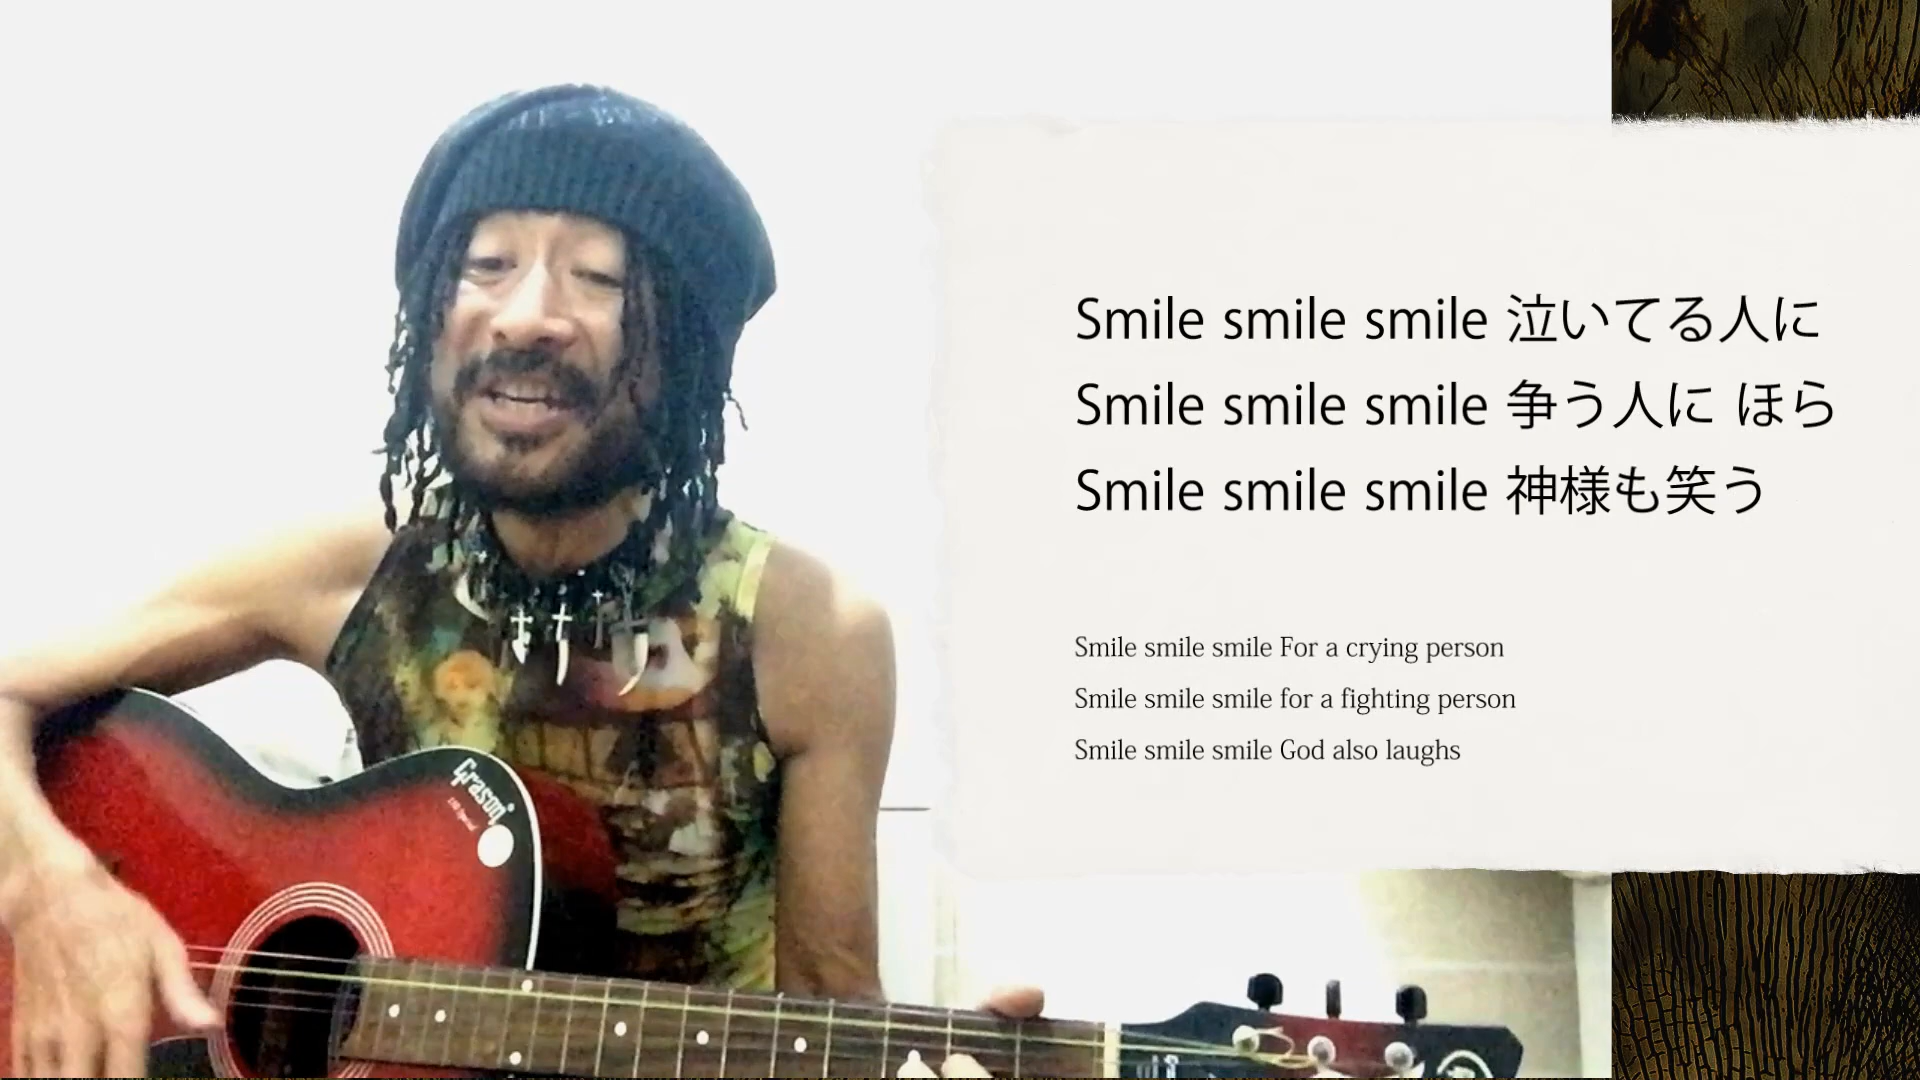 Smile smile smile 泣いてる人に
Smile smile smile 争う人に ほら
Smile smile smile 神様も笑う
Smile smile smile For a crying person
Smile smile smile for a fighting person
Smile smile smile God also laughs
Grason